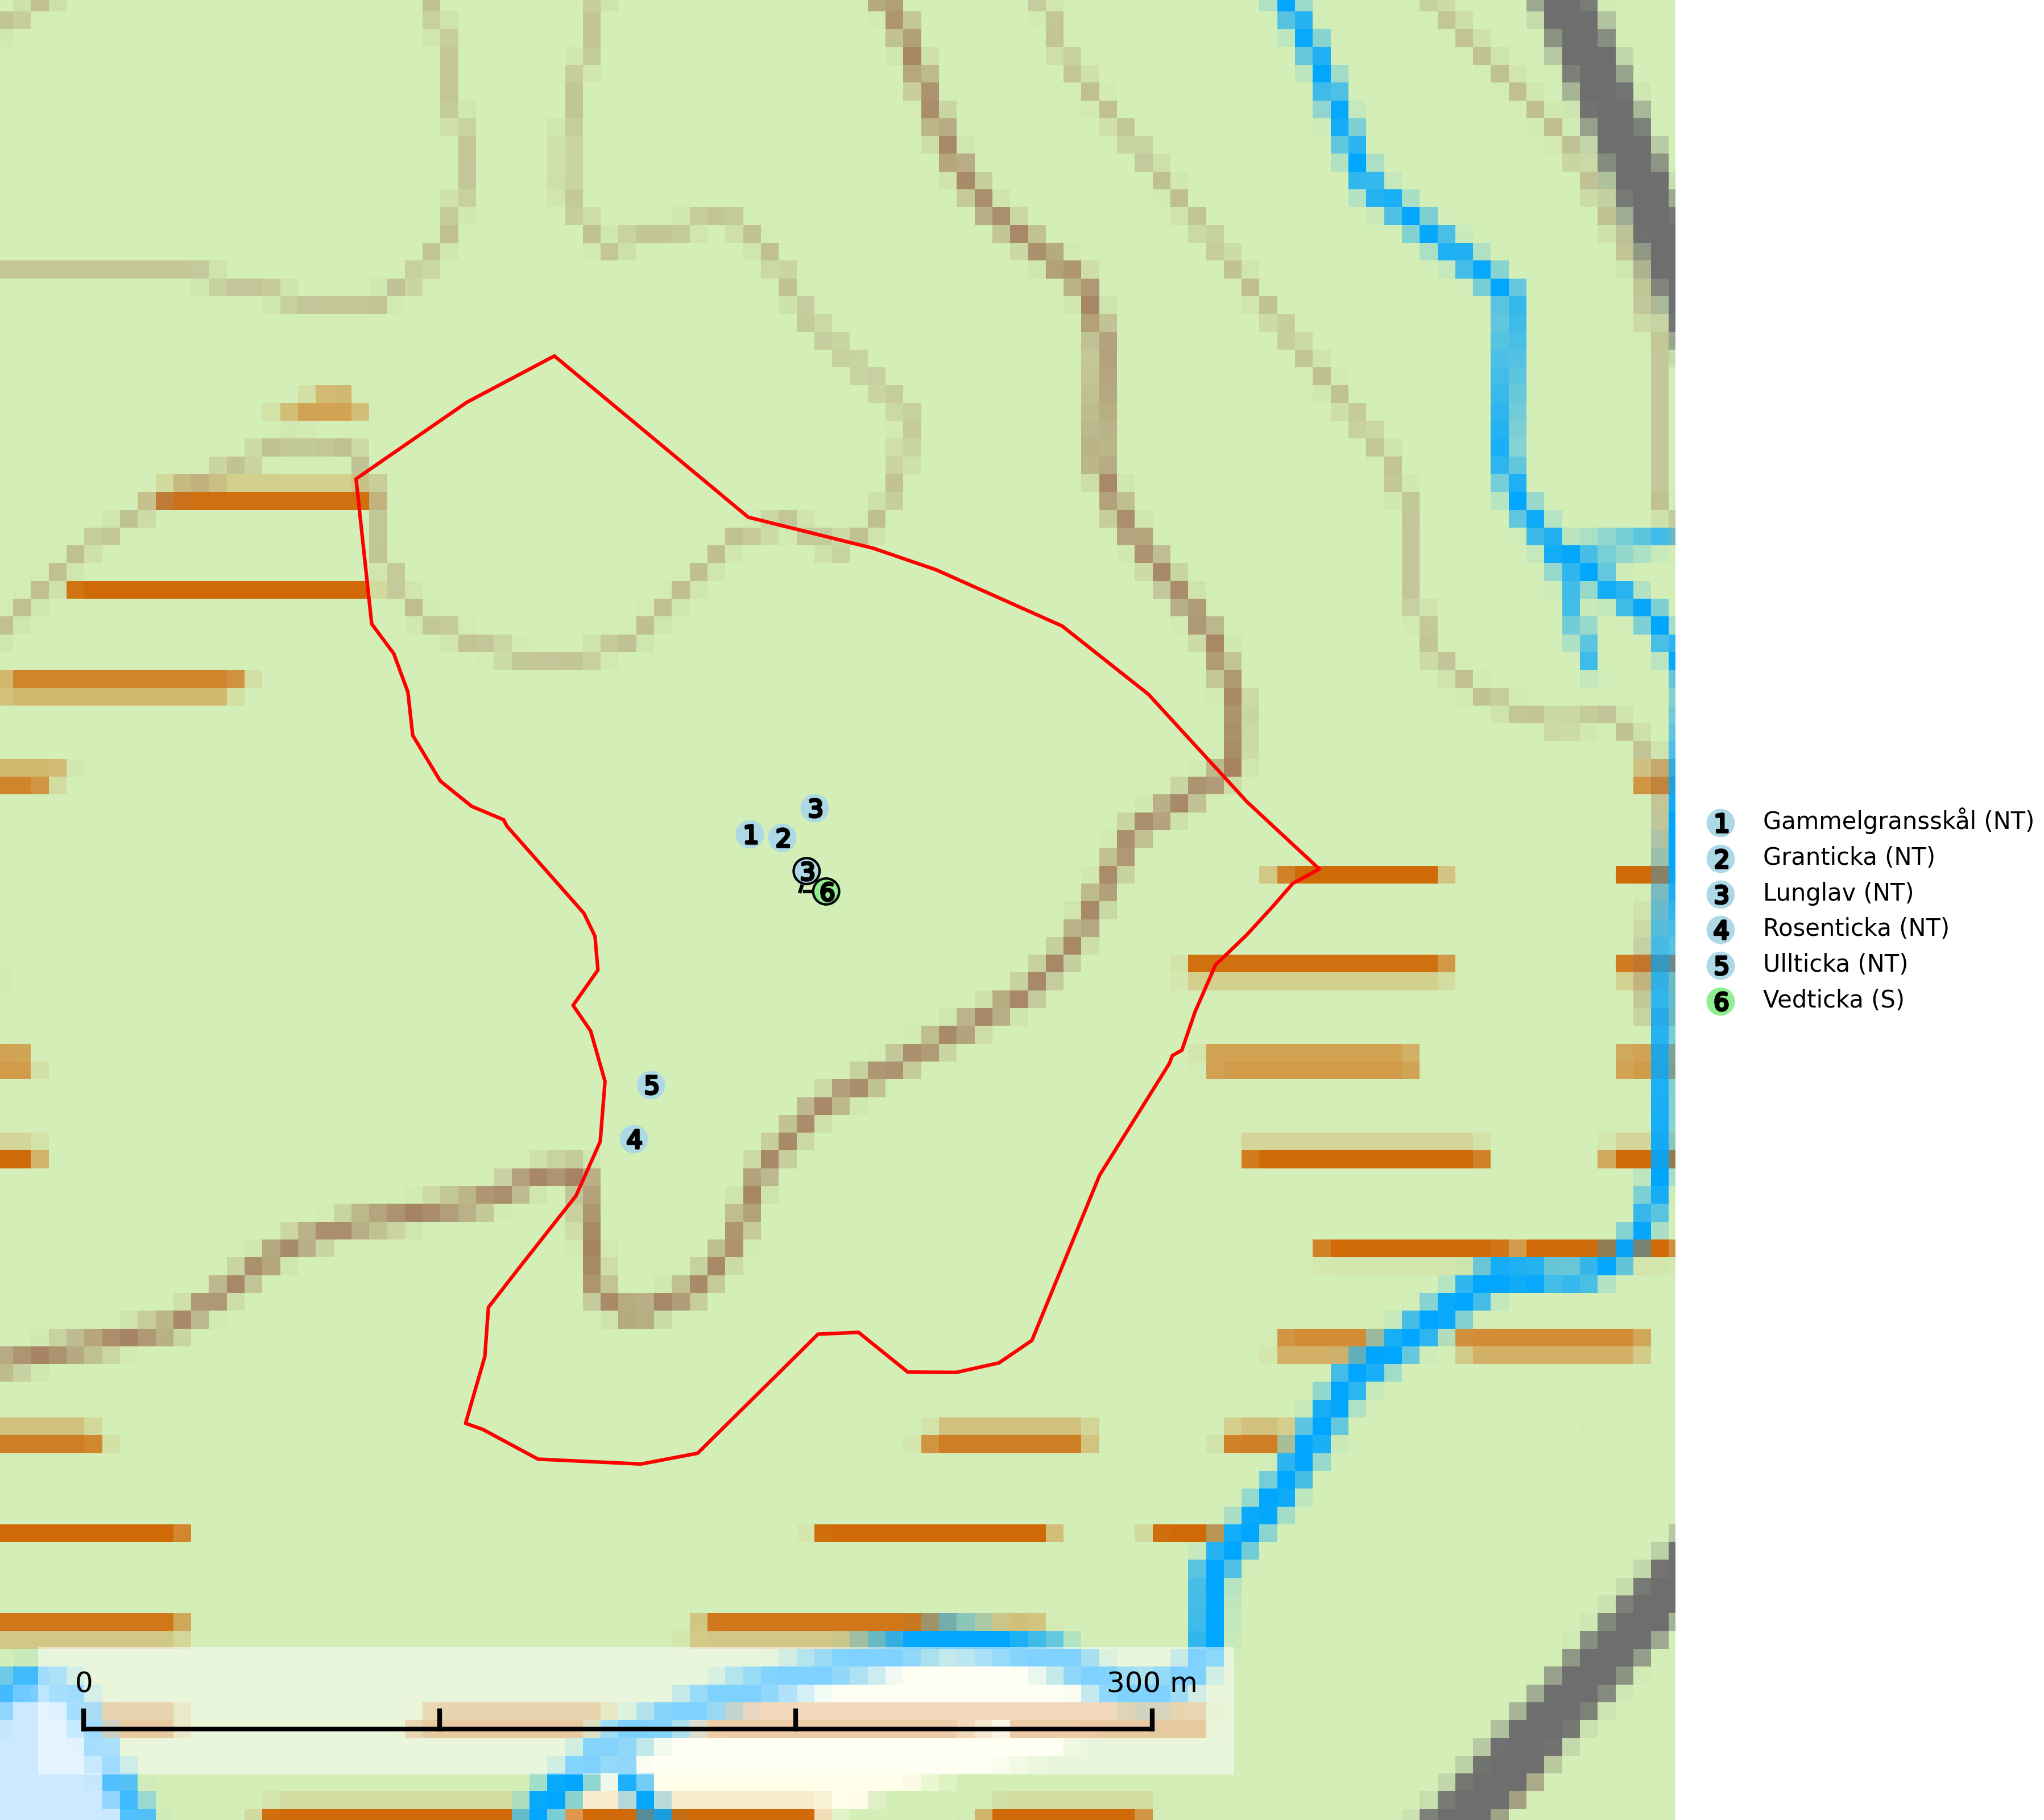 3
1 2
3
6
5
4
1 Gammelgransskål (NT)
2 Granticka (NT)
3 Lunglav (NT)
4 Rosenticka (NT)
5 Ullticka (NT)
6 Vedticka (S)
0 300 m